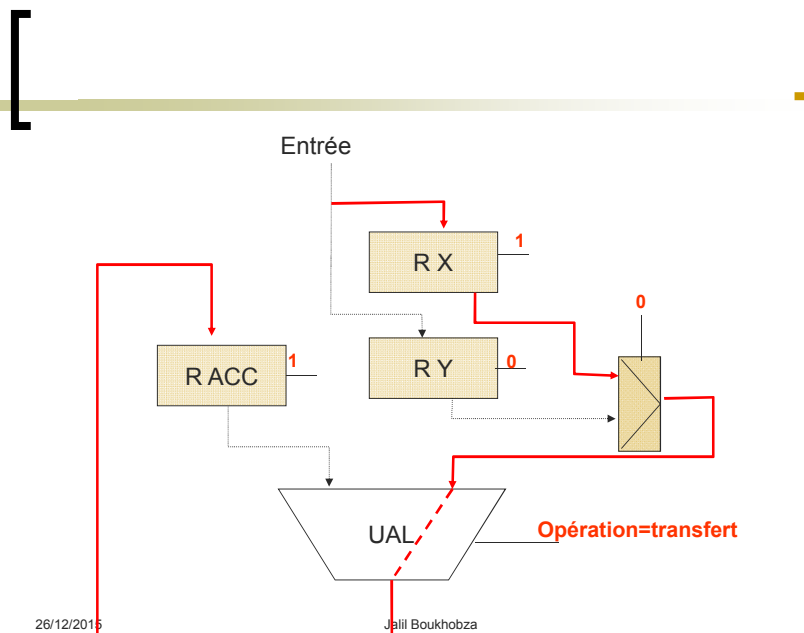 Entrée
R X
1
0
R ACC
1
R Y
0
UAL
Opération=transfert
26/12/2015
Jalil Boukhobza